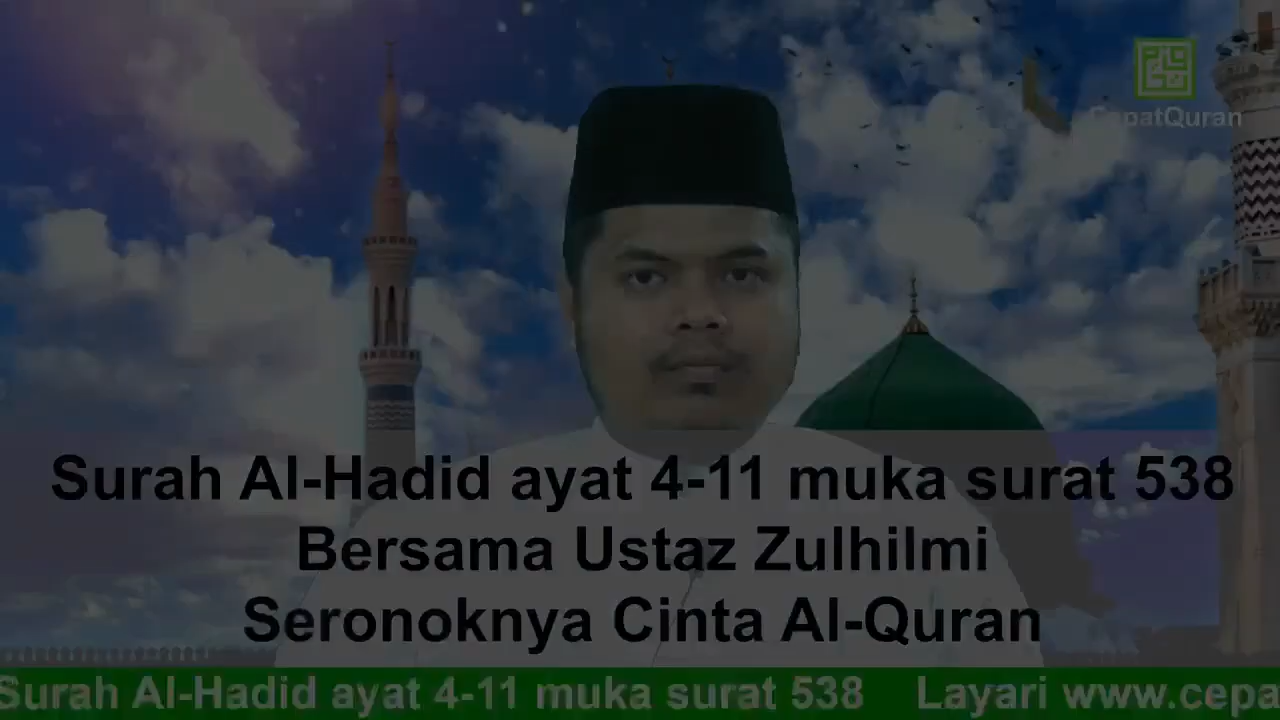 CepatQuran
Surah Al-Hadid ayat 4-11 muka surat 538
Bersama Ustaz Zulhilmi
Seronoknya Cinta Al-Quran
Surah Al-Hadid ayat 4-11 muka surat 538 Layari www.cepa